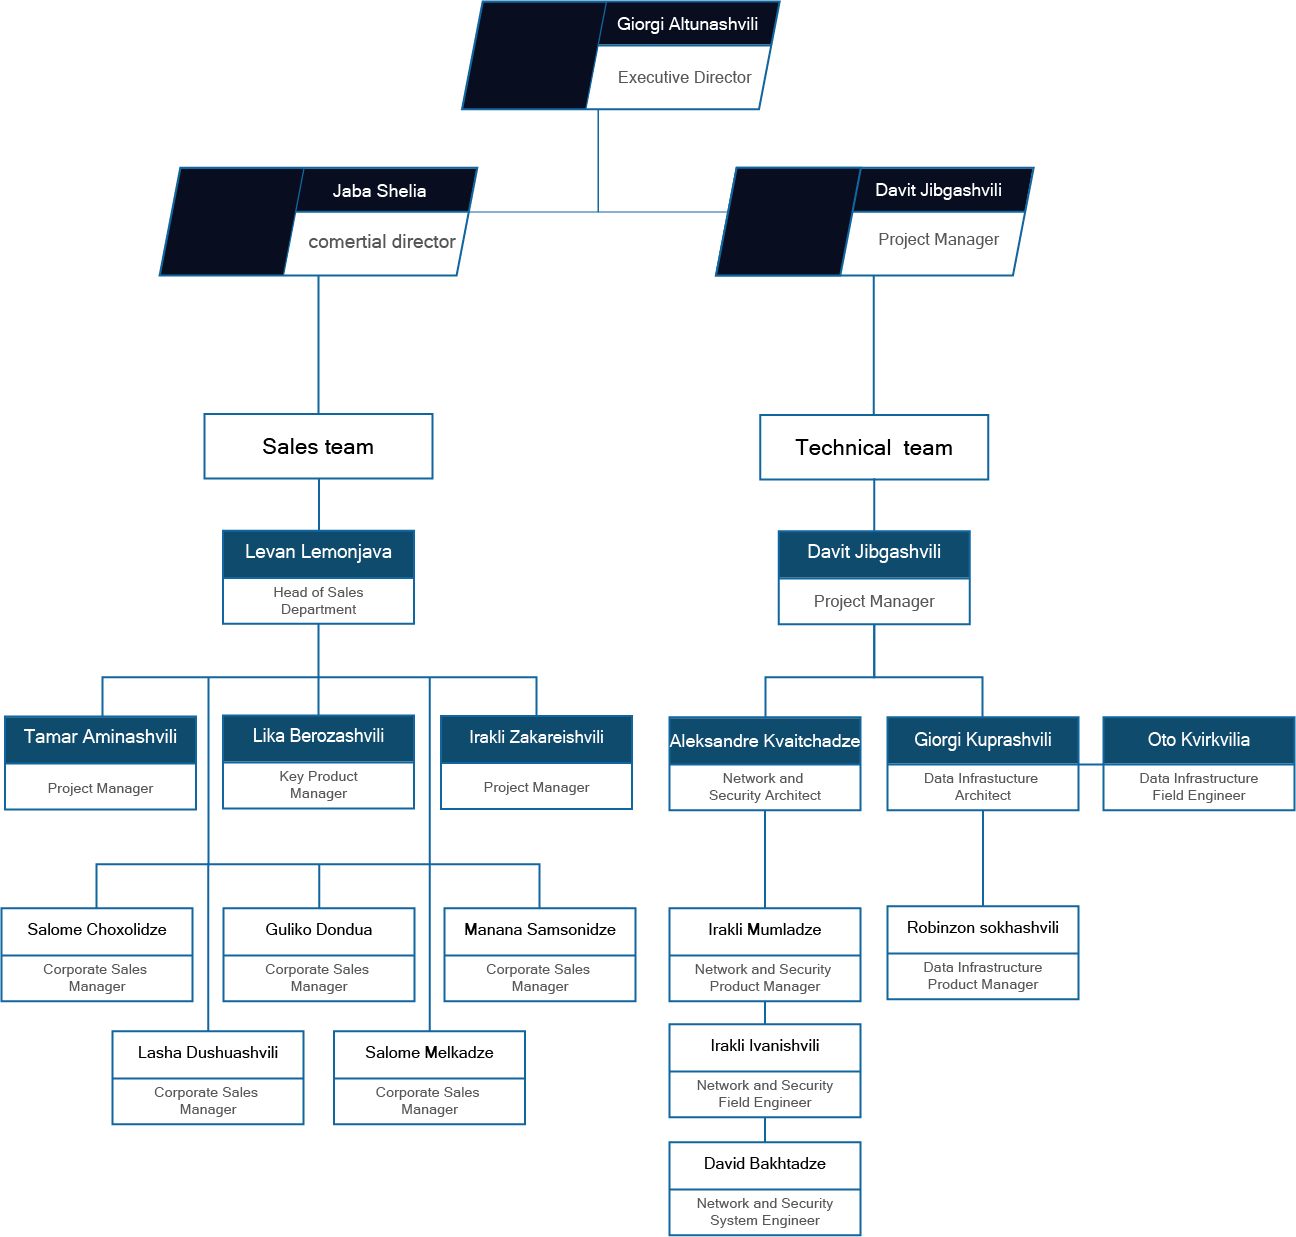 Giorgi Altunashvili
Executive Director
Jaba Shelia
comertial director
Davit Jibgashvili
Project Manager
Sales team
Technical team
Levan Lemonjava
Head of Sales
Department
Davit Jibgashvili
Project Manager
Tamar Aminashvili
Project Manager
Lika Berozashvili
Key Product
Manager
Irakli Zakareishvili
Project Manager
Aleksandre Kvaitchadze
Network and
Security Architect
Giorgi Kuprashvili
Data Infrastucture
Architect
Oto Kvirkvilia
Data Infrastructure
Field Engineer
Salome Choxolidze
Corporate Sales
Manager
Guliko Dondua
Corporate Sales
Manager
Manana Samsonidze
Corporate Sales
Manager
Irakli Mumladze
Network and Security
Product Manager
Robinzon sokhashvili
Data Infrastructure
Product Manager
Lasha Dushuashvili
Corporate Sales
Manager
Salome Melkadze
Corporate Sales
Manager
Irakli Ivanishvili
Network and Security
Field Engineer
David Bakhtadze
Network and Security
System Engineer